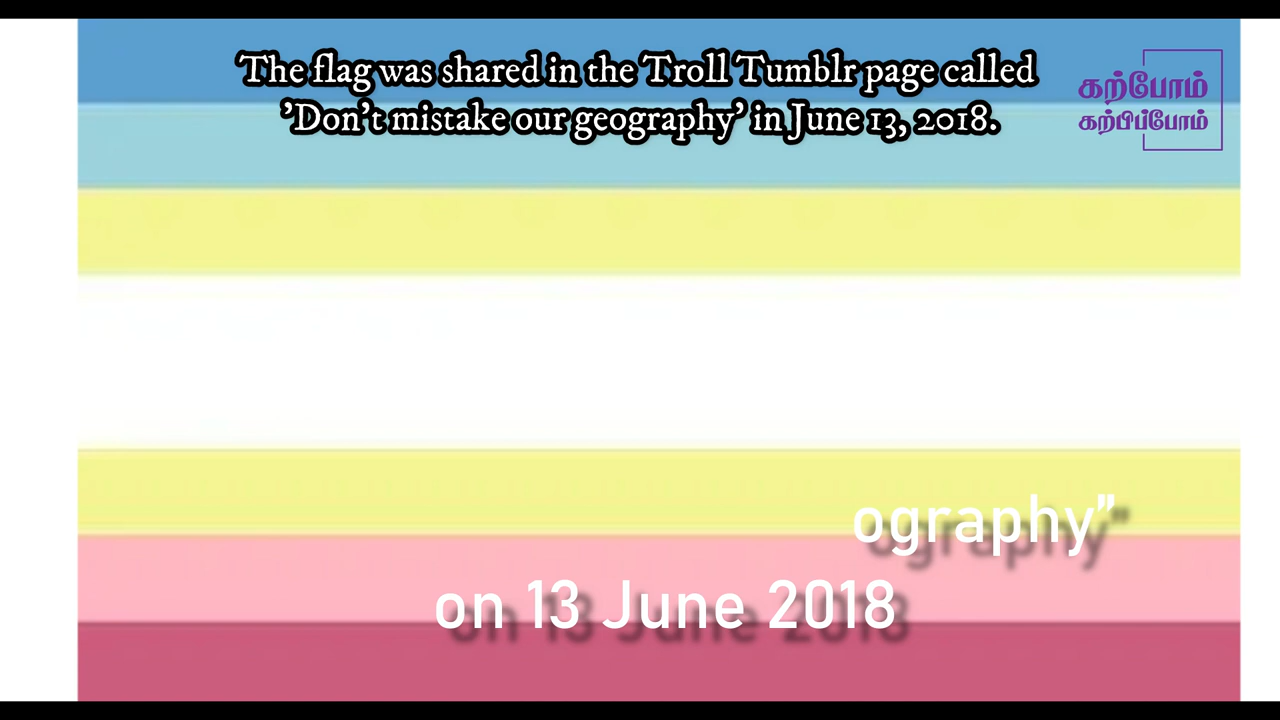 The flag was shared in the Troll Tumblr page called
'Don't mistake our geography' in June 13, 2018.
கற்போம்
கற்பிப்போம்
ography”
on 13 June 2018